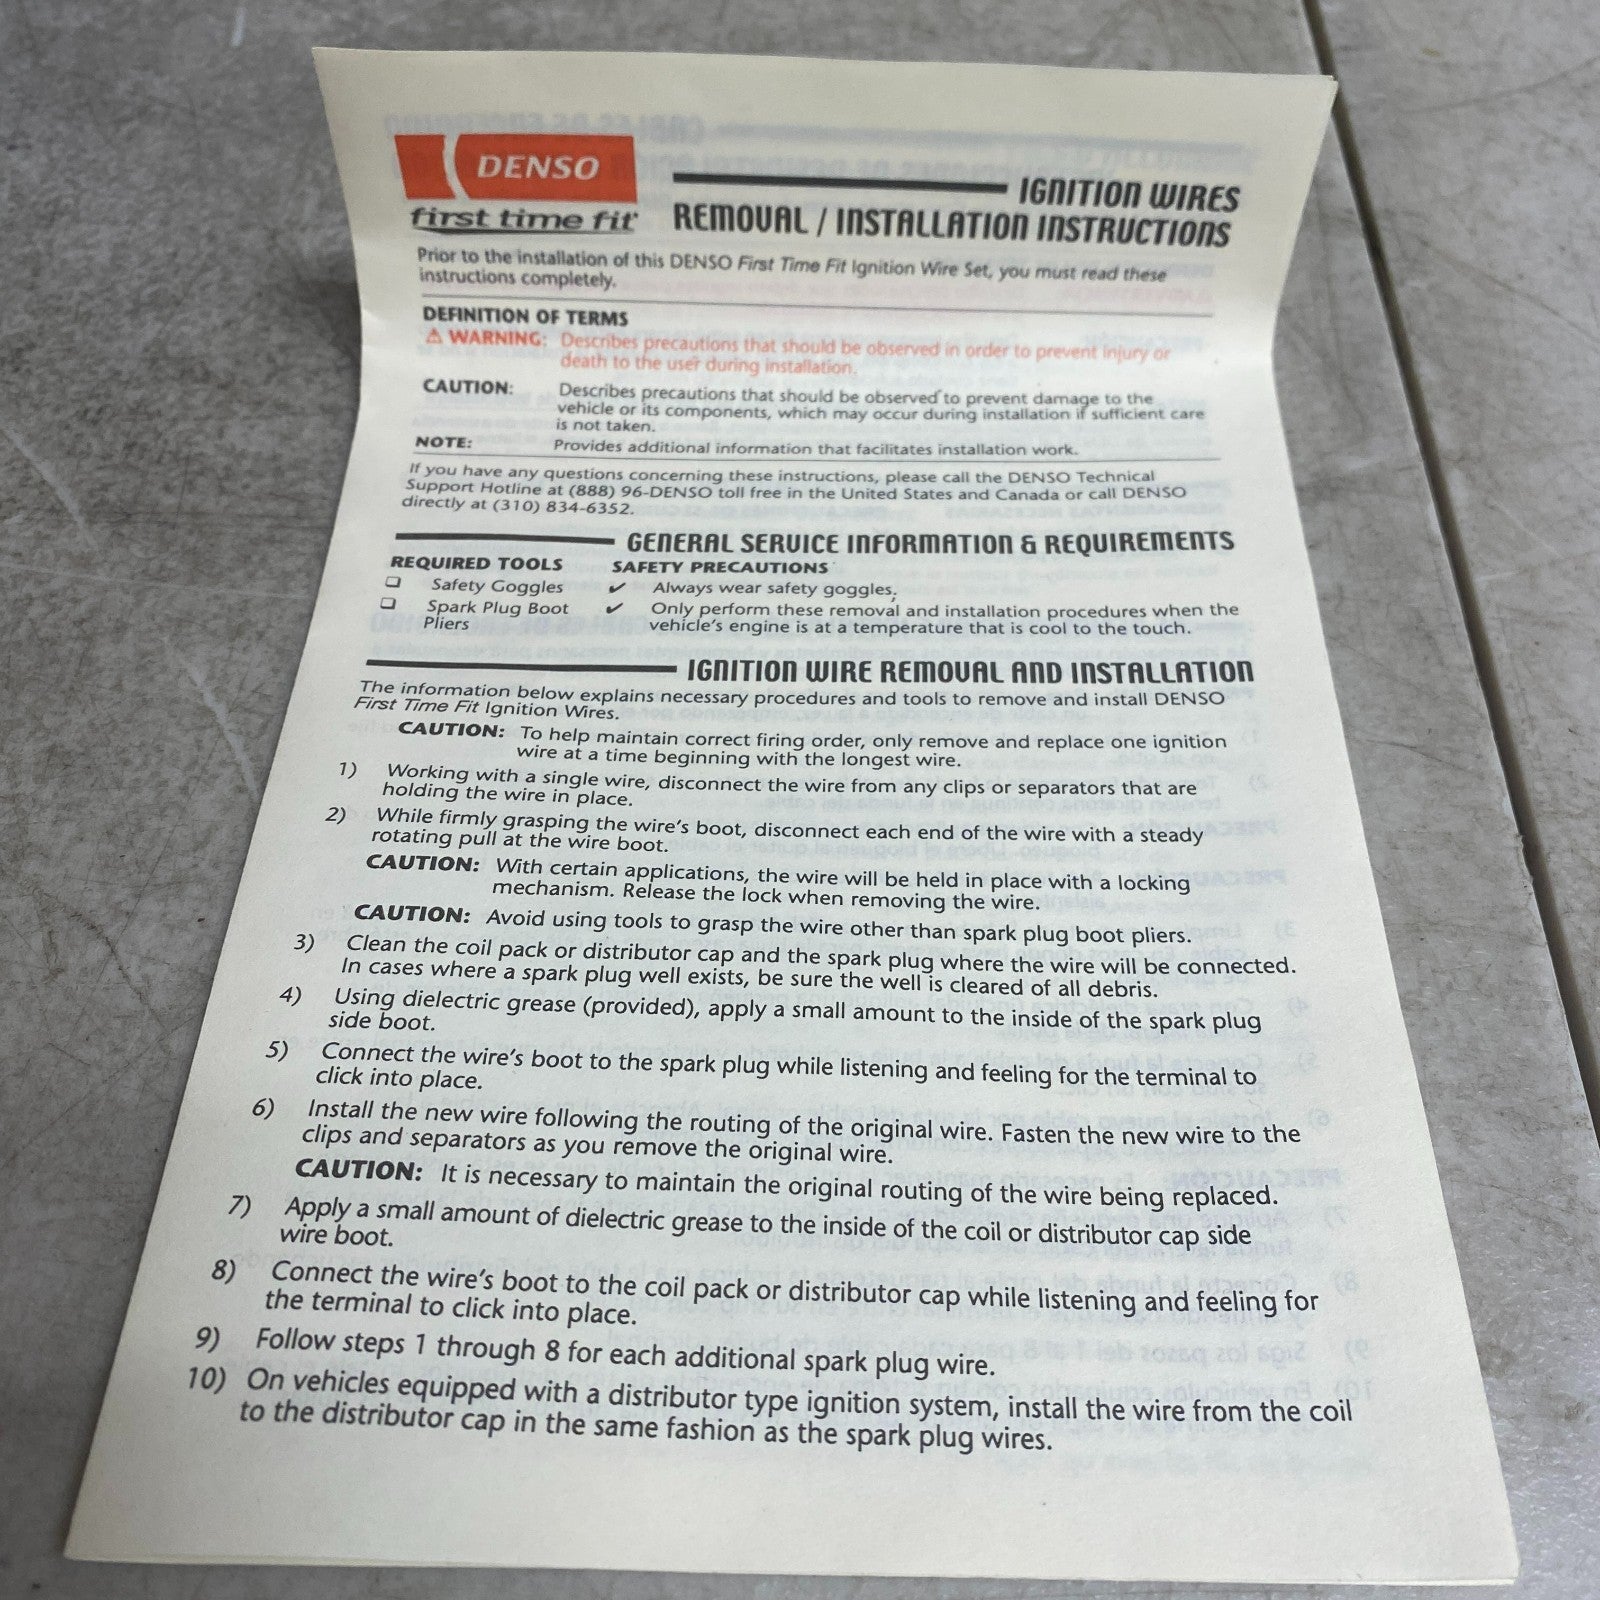 DENSO
first time fit
IGNITION WIRES
REMOVAL / INSTALLATION INSTRUCTIONS
Prior to the installation of this DENSO First Time Fit Ignition Wire Set, you must read these
instructions completely.
DEFINITION OF TERMS
⚠ WARNING: Describes precautions that should be observed in order to prevent injury or
death to the user during installation.
CAUTION: Describes precautions that should be observed to prevent damage to the
vehicle or its components, which may occur during installation if sufficient care
is not taken.
NOTE: Provides additional information that facilitates installation work.
If you have any questions concerning these instructions, please call the DENSO Technical
Support Hotline at (888) 96-DENSO toll free in the United States and Canada or call DENSO
directly at (310) 834-6352.
GENERAL SERVICE INFORMATION & REQUIREMENTS
REQUIRED TOOLS SAFETY PRECAUTIONS
❑ Safety Goggles ✔ Always wear safety goggles.
❑ Spark Plug Boot ✔ Only perform these removal and installation procedures when the
Pliers vehicle's engine is at a temperature that is cool to the touch.
IGNITION WIRE REMOVAL AND INSTALLATION
The information below explains necessary procedures and tools to remove and install DENSO
First Time Fit Ignition Wires.
CAUTION: To help maintain correct firing order, only remove and replace one ignition
wire at a time beginning with the longest wire.
1) Working with a single wire, disconnect the wire from any clips or separators that are
holding the wire in place.
2) While firmly grasping the wire's boot, disconnect each end of the wire with a steady
rotating pull at the wire boot.
CAUTION: With certain applications, the wire will be held in place with a locking
mechanism. Release the lock when removing the wire.
CAUTION: Avoid using tools to grasp the wire other than spark plug boot pliers.
3) Clean the coil pack or distributor cap and the spark plug where the wire will be connected.
In cases where a spark plug well exists, be sure the well is cleared of all debris.
4) Using dielectric grease (provided), apply a small amount to the inside of the spark plug
side boot.
5) Connect the wire's boot to the spark plug while listening and feeling for the terminal to
click into place.
6) Install the new wire following the routing of the original wire. Fasten the new wire to the
clips and separators as you remove the original wire.
CAUTION: It is necessary to maintain the original routing of the wire being replaced.
7) Apply a small amount of dielectric grease to the inside of the coil or distributor cap side
wire boot.
8) Connect the wire's boot to the coil pack or distributor cap while listening and feeling for
the terminal to click into place.
9) Follow steps 1 through 8 for each additional spark plug wire.
10) On vehicles equipped with a distributor type ignition system, install the wire from the coil
to the distributor cap in the same fashion as the spark plug wires.